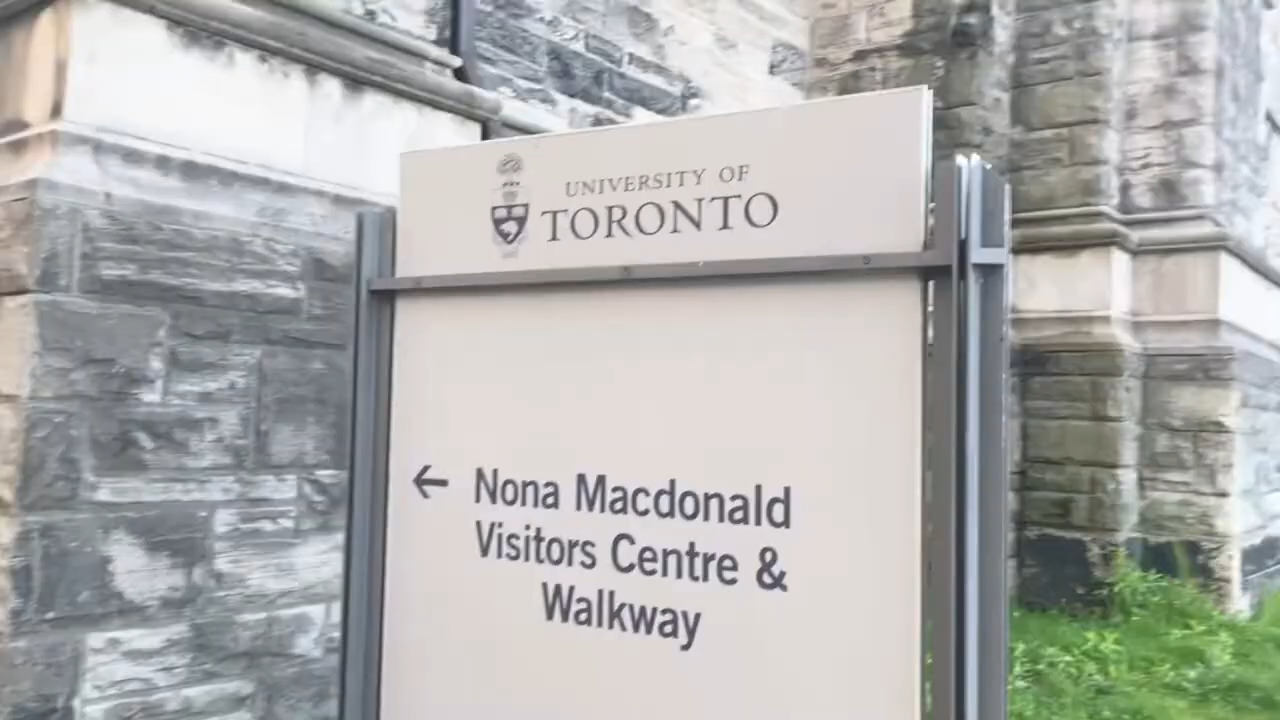 UNIVERSITY OF
TORONTO
← Nona Macdonald
Visitors Centre &
Walkway